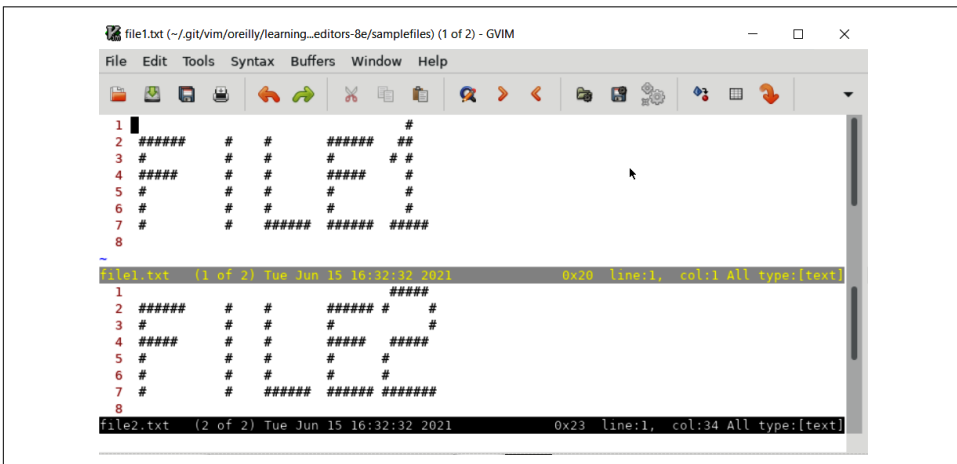 file1.txt (~/.git/vim/oreilly/learning...editors-8e/samplefiles) (1 of 2) - GVIM
File Edit Tools Syntax Buffers Window Help
1                                    #
2  ######     #    #       ######   ##
3  #          #    #       #       # #
4  #####      #    #       #####     #
5  #          #    #       #         #
6  #          #    #       #         #
7  #          #    ######  ######  #####
8
~
file1.txt   (1 of 2) Tue Jun 15 16:32:32 2021             0x20  line:1,  col:1 All type:[text]
1                                  #####
2  ######     #    #       ###### #     #
3  #          #    #       #            #
4  #####      #    #       #####   #####
5  #          #    #       #      #
6  #          #    #       #      #
7  #          #    ######  ###### #######
8
file2.txt   (2 of 2) Tue Jun 15 16:32:32 2021             0x23  line:1,  col:34 All type:[text]